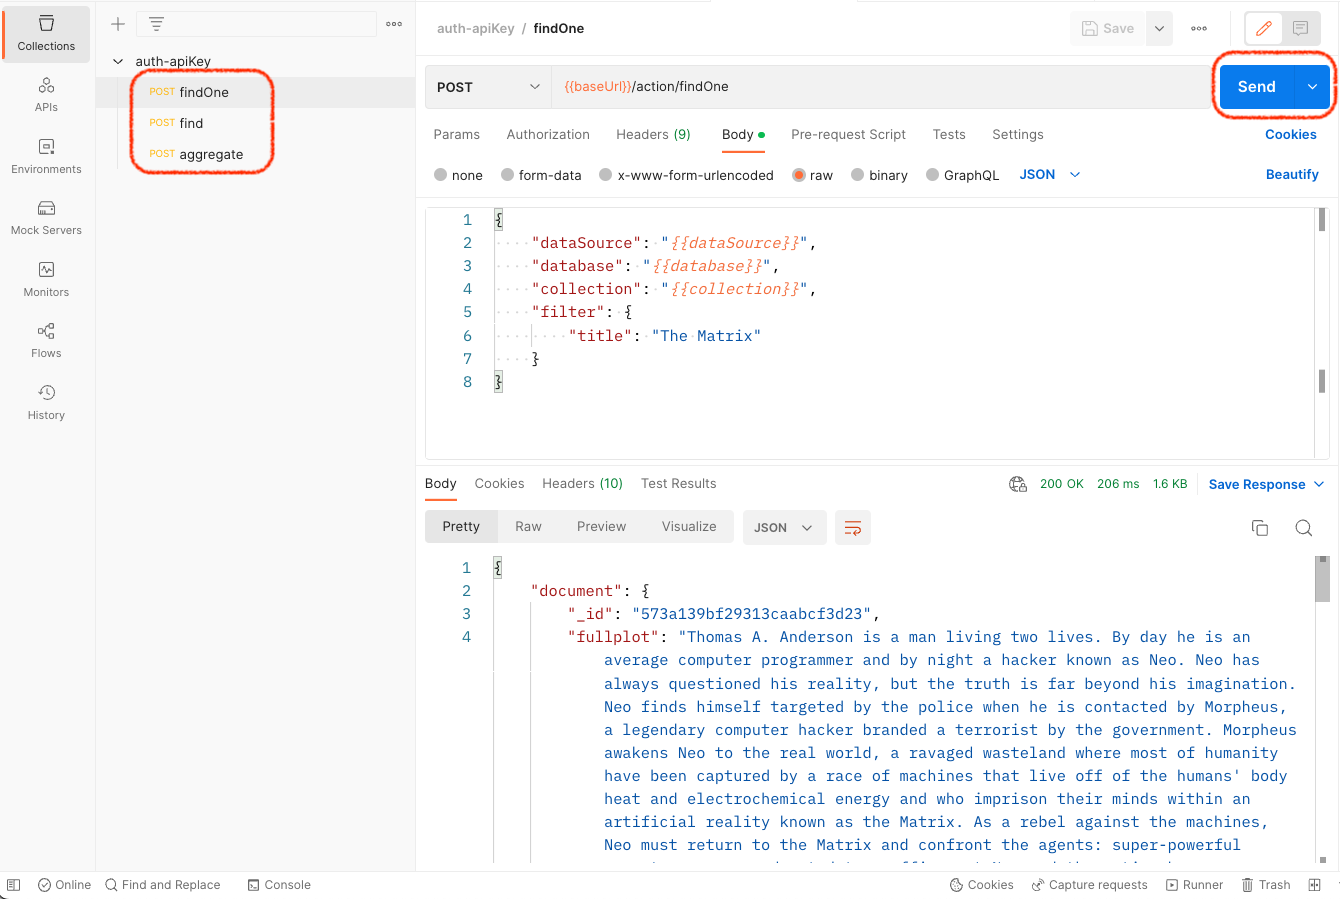 Collections
APIs
Environments
Mock Servers
Monitors
Flows
History
auth-apiKey
POST findOne
POST find
POST aggregate
auth-apiKey / findOne
Save
POST
{{baseUrl}}/action/findOne
Send
Params Authorization Headers (9) Body Pre-request Script Tests Settings Cookies
none form-data x-www-form-urlencoded raw binary GraphQL JSON Beautify
1 {
2 "dataSource": "{{dataSource}}",
3 "database": "{{database}}",
4 "collection": "{{collection}}",
5 "filter": {
6 "title": "The Matrix"
7 }
8 }
Body Cookies Headers (10) Test Results 200 OK 206 ms 1.6 KB Save Response
Pretty Raw Preview Visualize JSON
1 {
2 "document": {
3 "_id": "573a139bf29313caabcf3d23",
4 "fullplot": "Thomas A. Anderson is a man living two lives. By day he is an
average computer programmer and by night a hacker known as Neo. Neo has
always questioned his reality, but the truth is far beyond his imagination.
Neo finds himself targeted by the police when he is contacted by Morpheus,
a legendary computer hacker branded a terrorist by the government. Morpheus
awakens Neo to the real world, a ravaged wasteland where most of humanity
have been captured by a race of machines that live off of the humans' body
heat and electrochemical energy and who imprison their minds within an
artificial reality known as the Matrix. As a rebel against the machines,
Neo must return to the Matrix and confront the agents: super-powerful
Online Find and Replace Console Cookies Capture requests Runner Trash